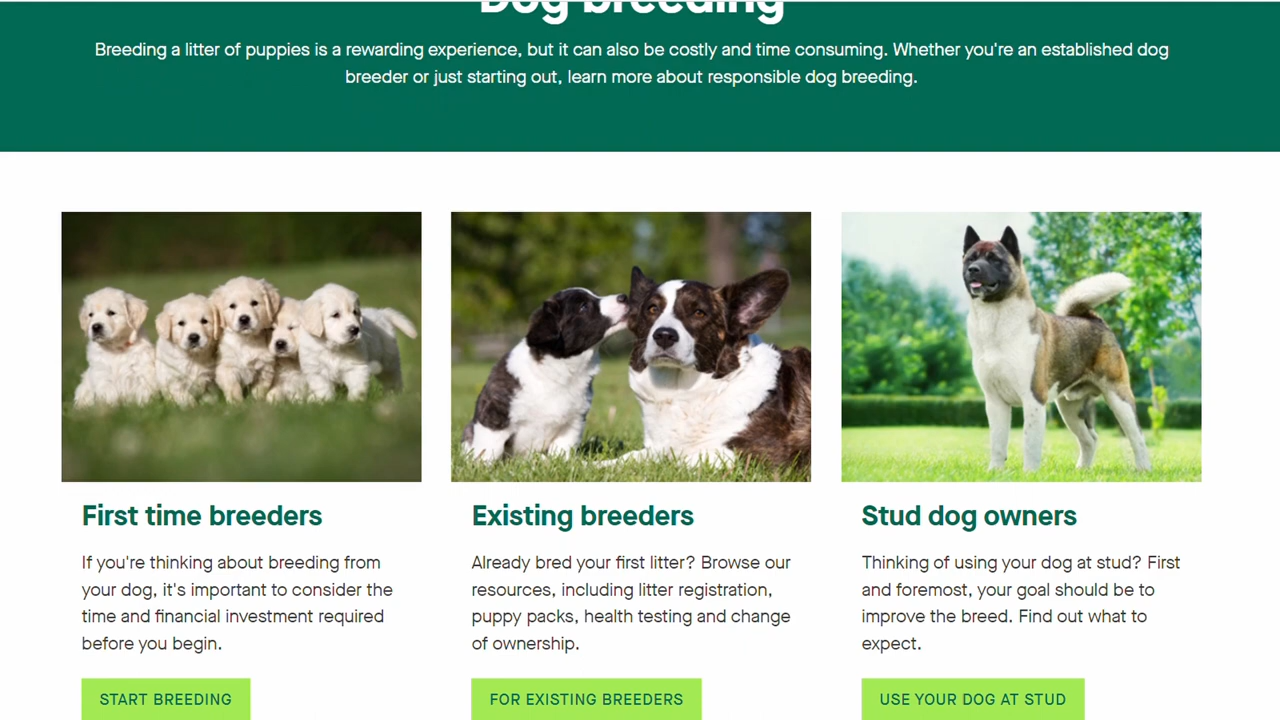 Dog breeding
Breeding a litter of puppies is a rewarding experience, but it can also be costly and time consuming. Whether you're an established dog
breeder or just starting out, learn more about responsible dog breeding.
First time breeders
If you're thinking about breeding from
your dog, it's important to consider the
time and financial investment required
before you begin.
START BREEDING
Existing breeders
Already bred your first litter? Browse our
resources, including litter registration,
puppy packs, health testing and change
of ownership.
FOR EXISTING BREEDERS
Stud dog owners
Thinking of using your dog at stud? First
and foremost, your goal should be to
improve the breed. Find out what to
expect.
USE YOUR DOG AT STUD